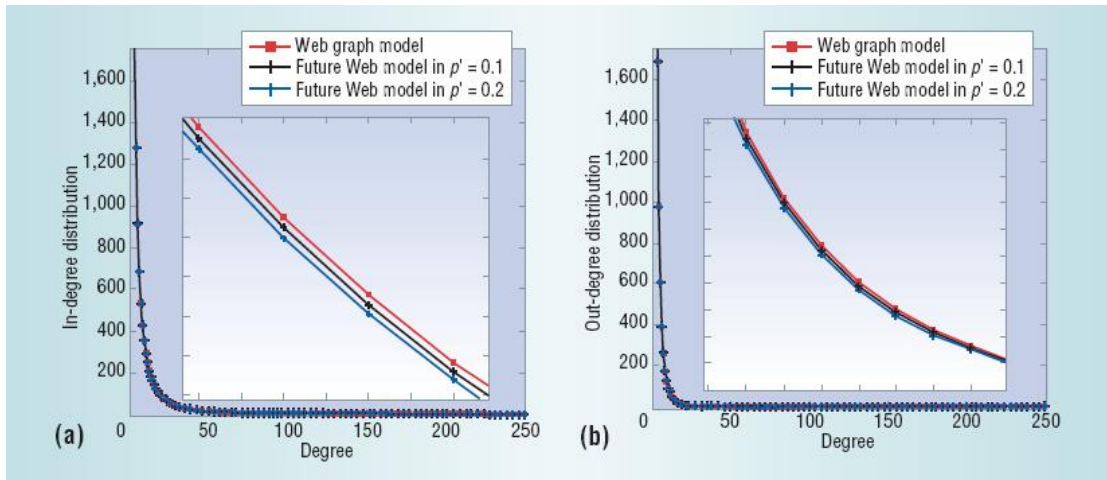 Web graph model
Future Web model in p' = 0.1
Future Web model in p' = 0.2
1,600
1,400
1,200
1,000
800
600
400
200
0
50
100
150
200
250
In-degree distribution
Degree
(a)
Web graph model
Future Web model in p' = 0.1
Future Web model in p' = 0.2
1,600
1,400
1,200
1,000
800
600
400
200
0
50
100
150
200
250
Out-degree distribution
Degree
(b)